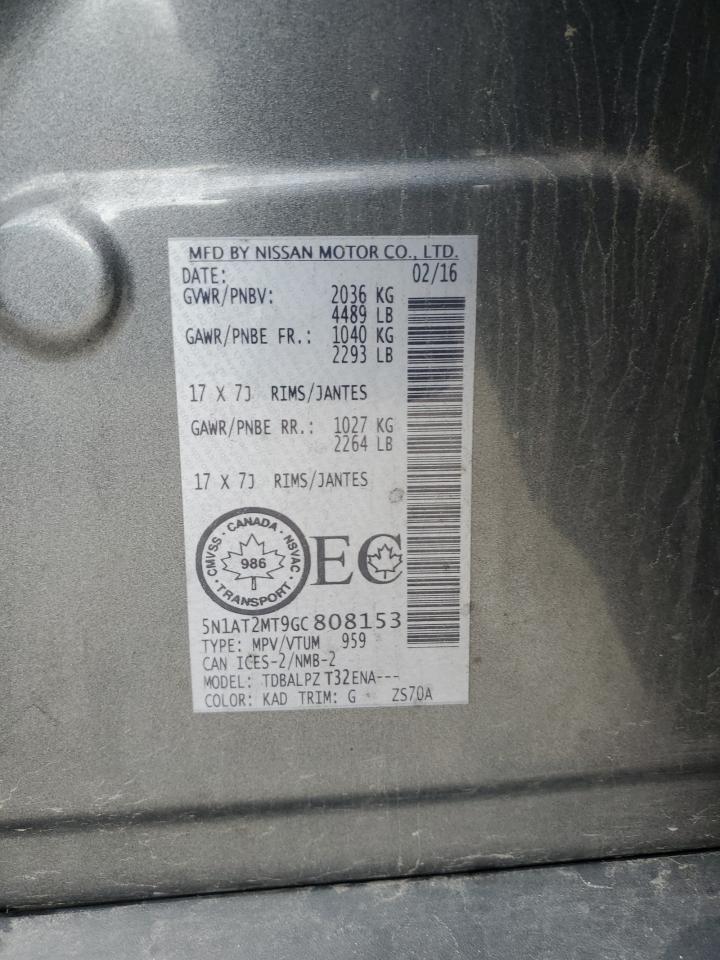 MFD BY NISSAN MOTOR CO., LTD.
DATE: 02/16
GVWR/PNBV: 2036 KG
4489 LB
GAWR/PNBE FR.: 1040 KG
2293 LB
17 X 7J RIMS/JANTES
GAWR/PNBE RR.: 1027 KG
2264 LB
17 X 7J RIMS/JANTES
CMVSS · CANADA · NSVAC · TRANSPORT ·
986
EC
5N1AT2MT9GC 808153
TYPE: MPV/VTUM 959
CAN ICES-2/NMB-2
MODEL: TDBALPZ T32ENA---
COLOR: KAD TRIM: G ZS70A